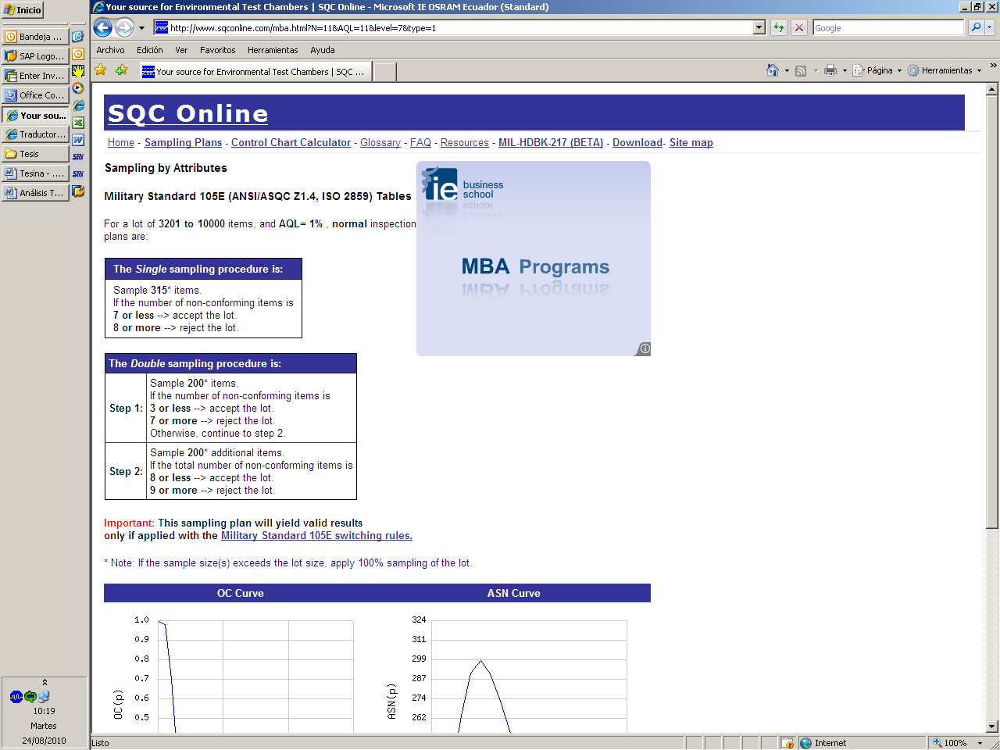 Your source for Environmental Test Chambers | SQC Online - Microsoft IE OSRAM Ecuador (Standard)
http://www.sqconline.com/mba.html?N=11&AQL=11&level=7&type=1
Google
Archivo Edición Ver Favoritos Herramientas Ayuda
Your source for Environmental Test Chambers | SQC ...
Página
Herramientas
Inicio
Bandeja ...
SAP Logo...
Enter Inv...
Office Co...
Your sou...
Traductor...
Tesis
Tesina - ...
Análisis T...
SRi
SRi
SQC Online
Home - Sampling Plans - Control Chart Calculator - Glossary - FAQ - Resources - MIL-HDBK-217 (BETA) - Download- Site map
Sampling by Attributes
Military Standard 105E (ANSI/ASQC Z1.4, ISO 2859) Tables
For a lot of 3201 to 10000 items, and AQL= 1% , normal inspection
plans are:
ie business
school
MBA Programs
The Single sampling procedure is:
Sample 315* items.
If the number of non-conforming items is
7 or less --> accept the lot.
8 or more --> reject the lot.
The Double sampling procedure is:
Step 1:
Sample 200* items.
If the number of non-conforming items is
3 or less --> accept the lot.
7 or more --> reject the lot.
Otherwise, continue to step 2.
Step 2:
Sample 200* additional items.
If the total number of non-conforming items is
8 or less --> accept the lot.
9 or more --> reject the lot.
Important: This sampling plan will yield valid results
only if applied with the Military Standard 105E switching rules.
* Note: If the sample size(s) exceeds the lot size, apply 100% sampling of the lot.
OC Curve
ASN Curve
1.0
0.9
0.8
0.7
0.6
0.5
OC(p)
324
311
299
287
274
262
ASN(p)
10:19
Martes
24/08/2010
Listo
Internet
100%